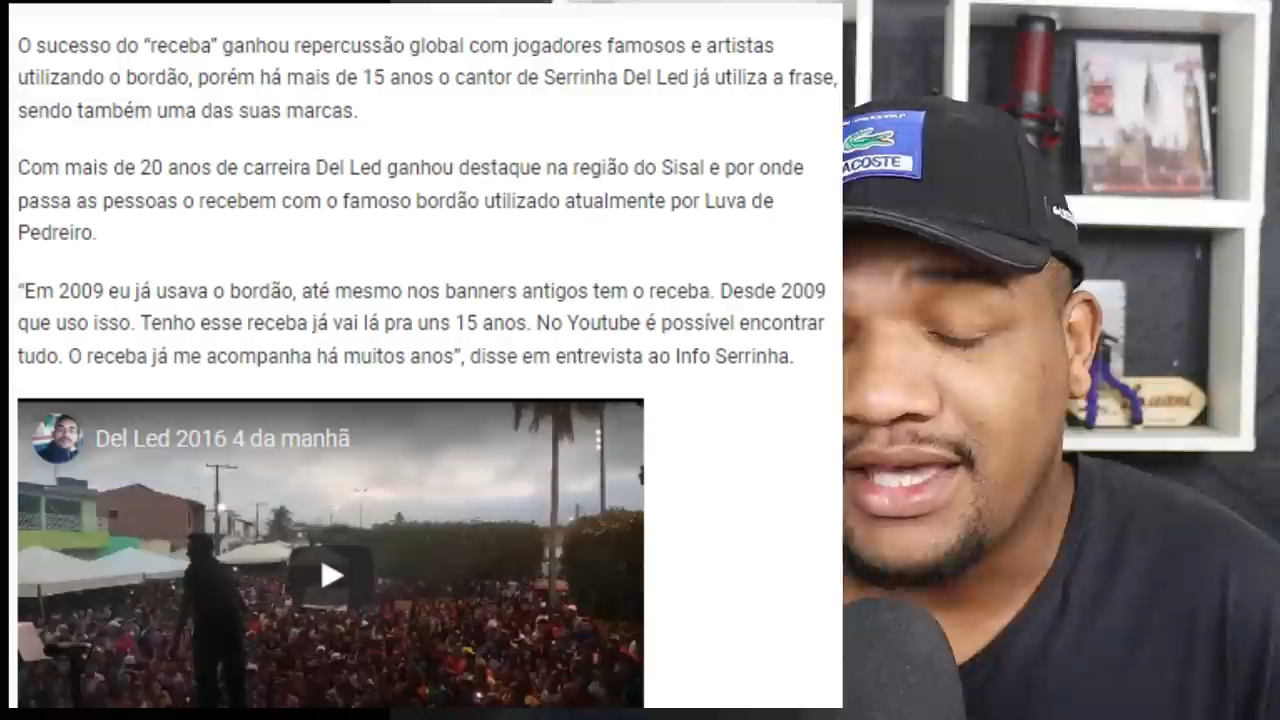 O sucesso do “receba” ganhou repercussão global com jogadores famosos e artistas
utilizando o bordão, porém há mais de 15 anos o cantor de Serrinha Del Led já utiliza a frase,
sendo também uma das suas marcas.
Com mais de 20 anos de carreira Del Led ganhou destaque na região do Sisal e por onde
passa as pessoas o recebem com o famoso bordão utilizado atualmente por Luva de
Pedreiro.
“Em 2009 eu já usava o bordão, até mesmo nos banners antigos tem o receba. Desde 2009
que uso isso. Tenho esse receba já vai lá pra uns 15 anos. No Youtube é possível encontrar
tudo. O receba já me acompanha há muitos anos”, disse em entrevista ao Info Serrinha.
Del Led 2016 4 da manhã
ACOSTE